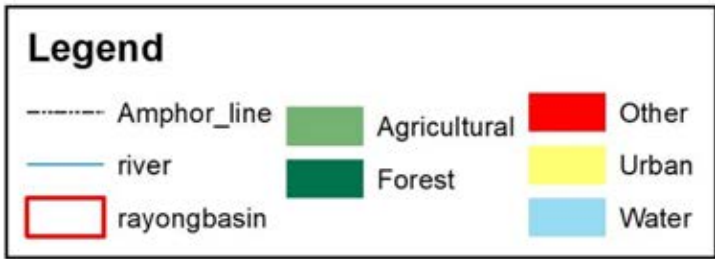 Legend
Amphor_line
river
rayongbasin
Agricultural
Forest
Other
Urban
Water